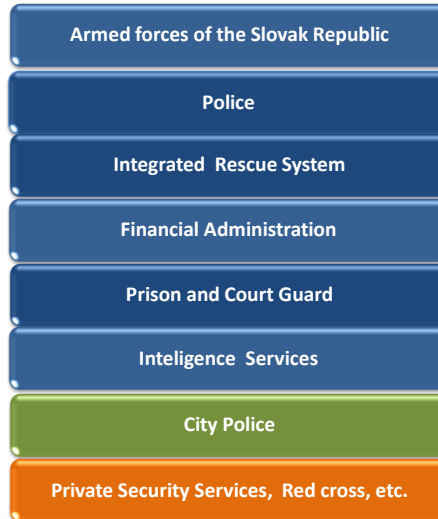 Armed forces of the Slovak Republic
Police
Integrated Rescue System
Financial Administration
Prison and Court Guard
Inteligence Services
City Police
Private Security Services, Red cross, etc.